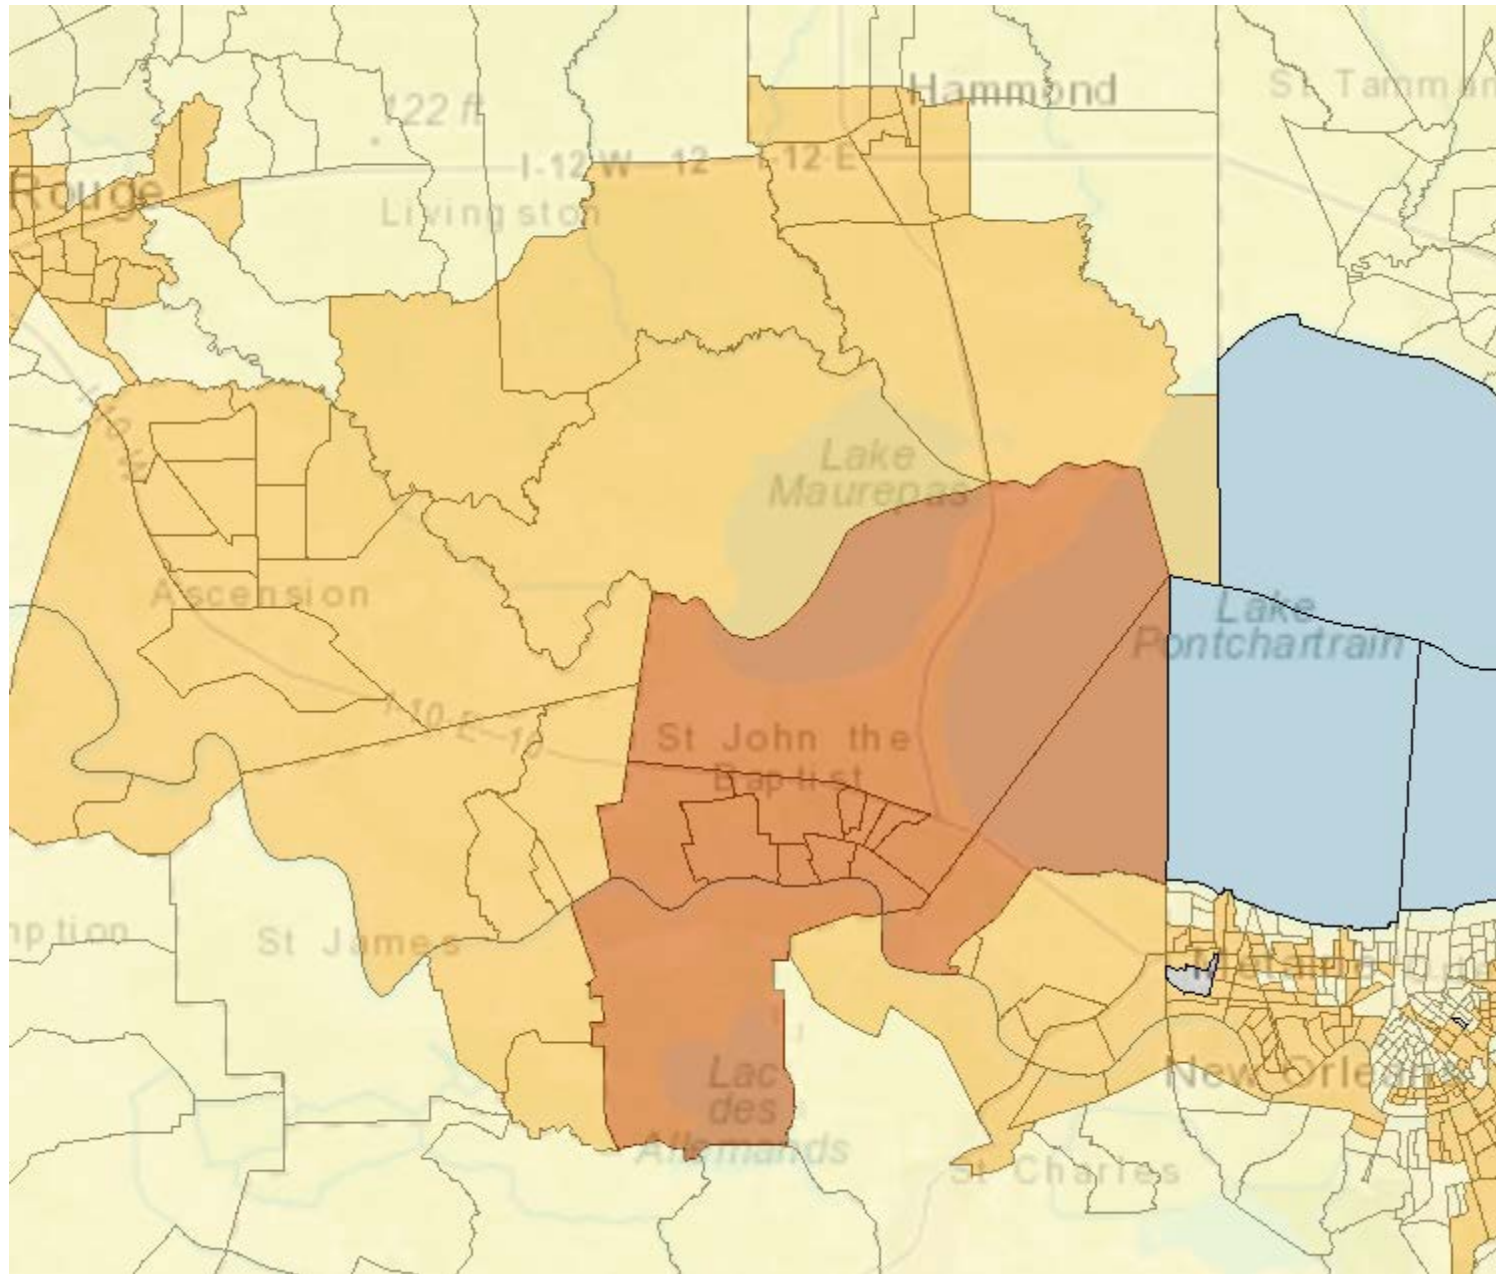 Hammond
St Tamman
122 ft
I-12 W 12 I-12 E
Rouge
Livingston
Lake
Maurepas
Ascension
Lake
Pontchartrain
I-10 E 10
St John the
Baptist
mption
St James
New Orleans
Lac
des
Allemands
St Charles